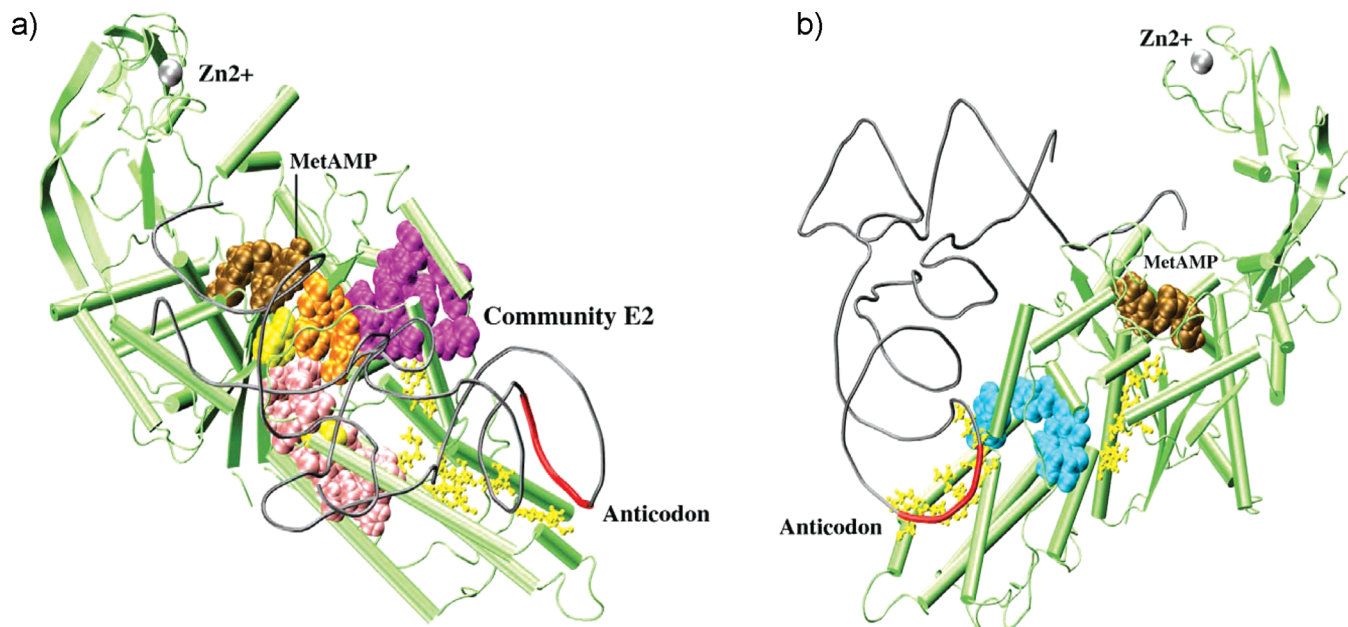 a)
Zn2+
MetAMP
Community E2
Anticodon
b)
Zn2+
MetAMP
Anticodon